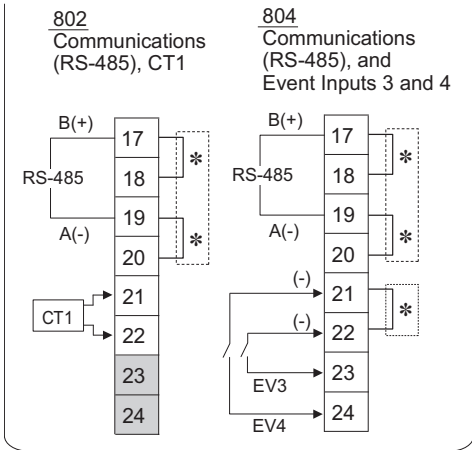 802
Communications
(RS-485), CT1
B(+)
17
18
RS-485
19
A(-)
20
21
CT1
22
23
24
*
*
804
Communications
(RS-485), and
Event Inputs 3 and 4
B(+)
17
18
RS-485
19
A(-)
20
(-)
21
(-)
22
23
EV3
24
EV4
*
*
*